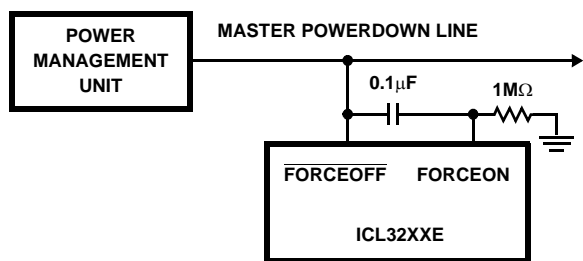 POWER
MANAGEMENT
UNIT
MASTER POWERDOWN LINE
0.1μF
1MΩ
FORCEOFF FORCEON
ICL32XXE